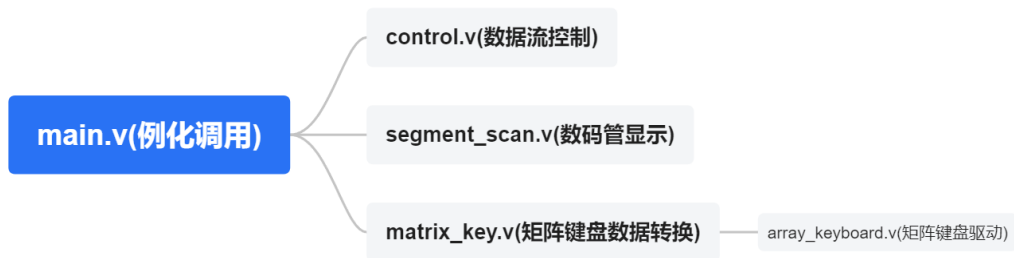 control.v(数据流控制)
main.v(例化调用)
segment_scan.v(数码管显示)
matrix_key.v(矩阵键盘数据转换)
array_keyboard.v(矩阵键盘驱动)